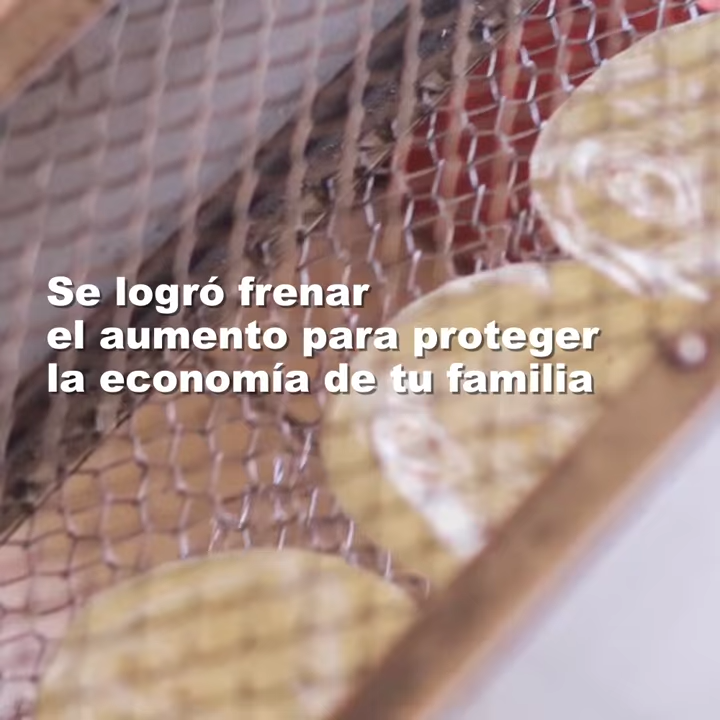 Se logró frenar
el aumento para proteger
la economía de tu familia